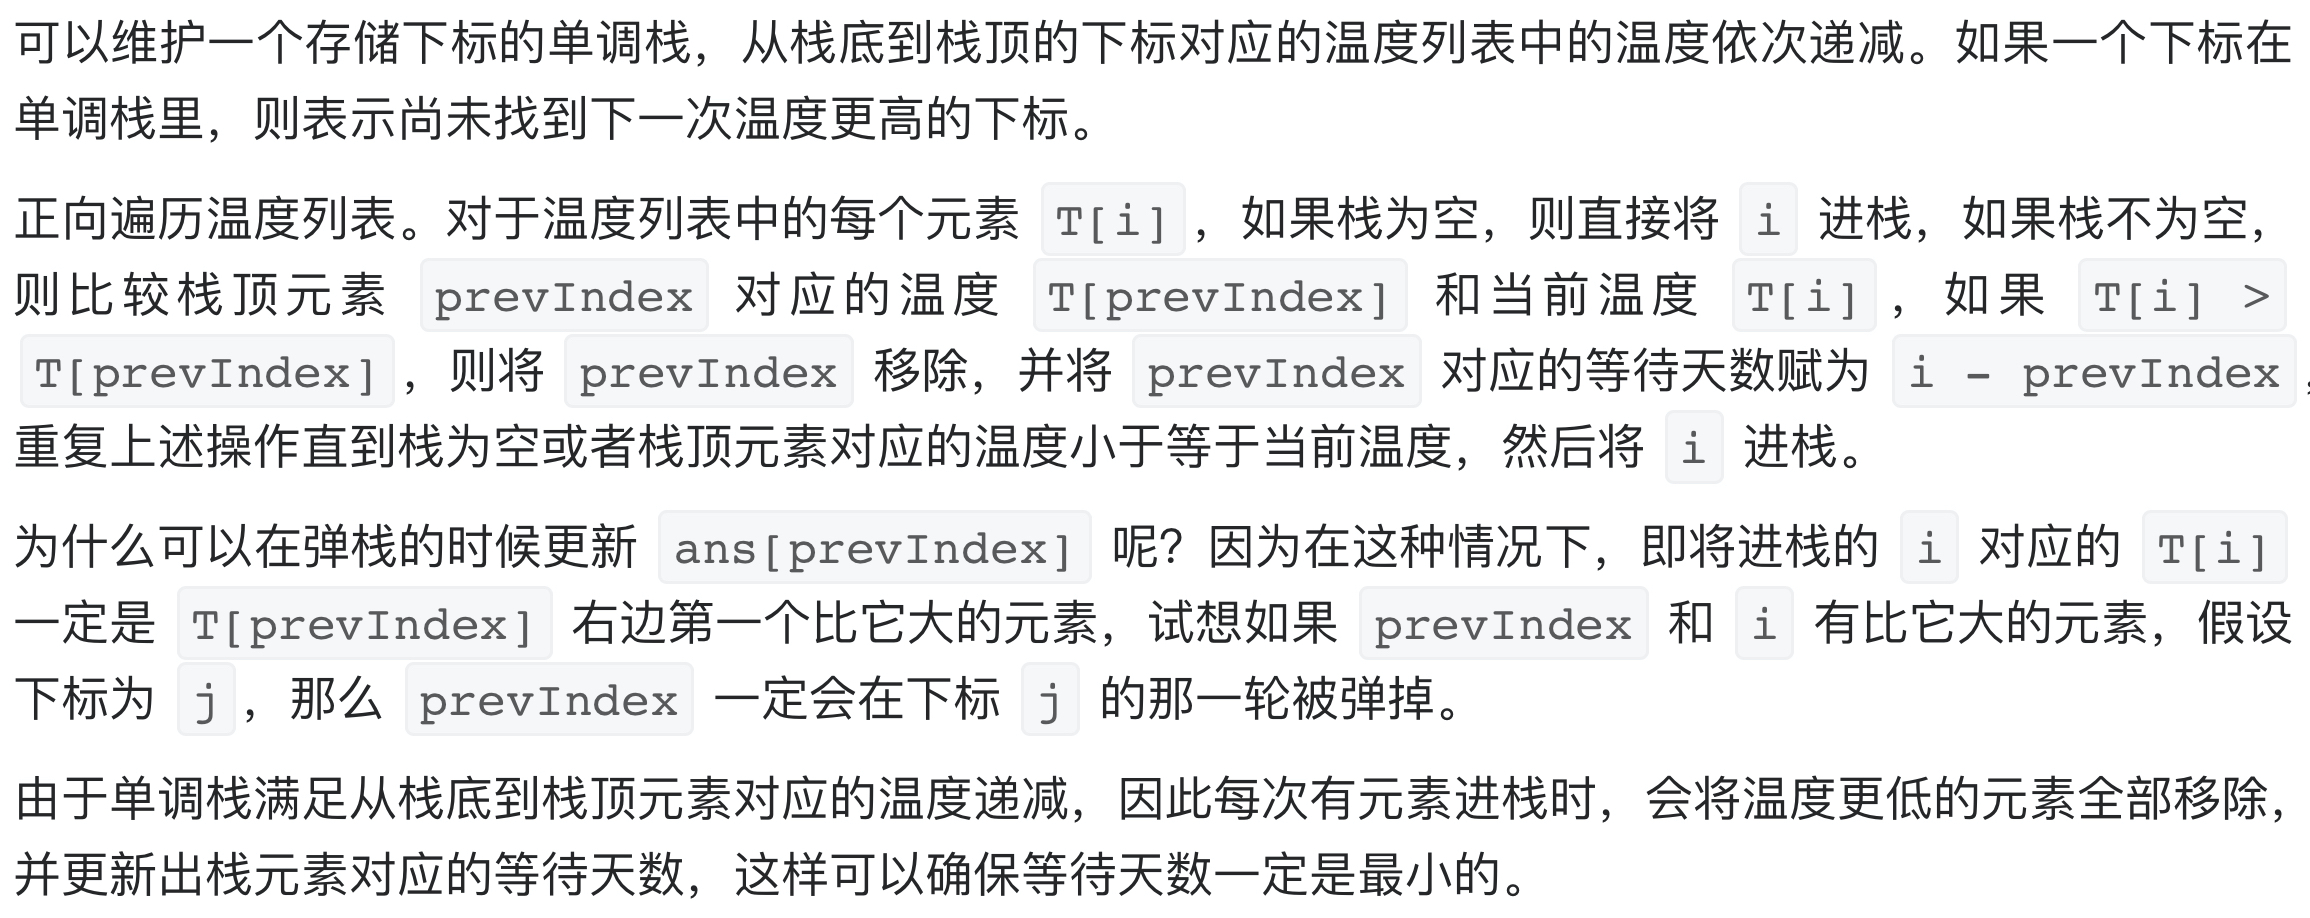 可以维护一个存储下标的单调栈，从栈底到栈顶的下标对应的温度列表中的温度依次递减。如果一个下标在
单调栈里，则表示尚未找到下一次温度更高的下标。
正向遍历温度列表。对于温度列表中的每个元素 T[i]，如果栈为空，则直接将 i 进栈，如果栈不为空，
则比较栈顶元素 prevIndex 对应的温度 T[prevIndex] 和当前温度 T[i]，如果 T[i] >
T[prevIndex]，则将 prevIndex 移除，并将 prevIndex 对应的等待天数赋为 i - prevIndex，
重复上述操作直到栈为空或者栈顶元素对应的温度小于等于当前温度，然后将 i 进栈。
为什么可以在弹栈的时候更新 ans[prevIndex] 呢？因为在这种情况下，即将进栈的 i 对应的 T[i]
一定是 T[prevIndex] 右边第一个比它大的元素，试想如果 prevIndex 和 i 有比它大的元素，假设
下标为 j，那么 prevIndex 一定会在下标 j 的那一轮被弹掉。
由于单调栈满足从栈底到栈顶元素对应的温度递减，因此每次有元素进栈时，会将温度更低的元素全部移除，
并更新出栈元素对应的等待天数，这样可以确保等待天数一定是最小的。